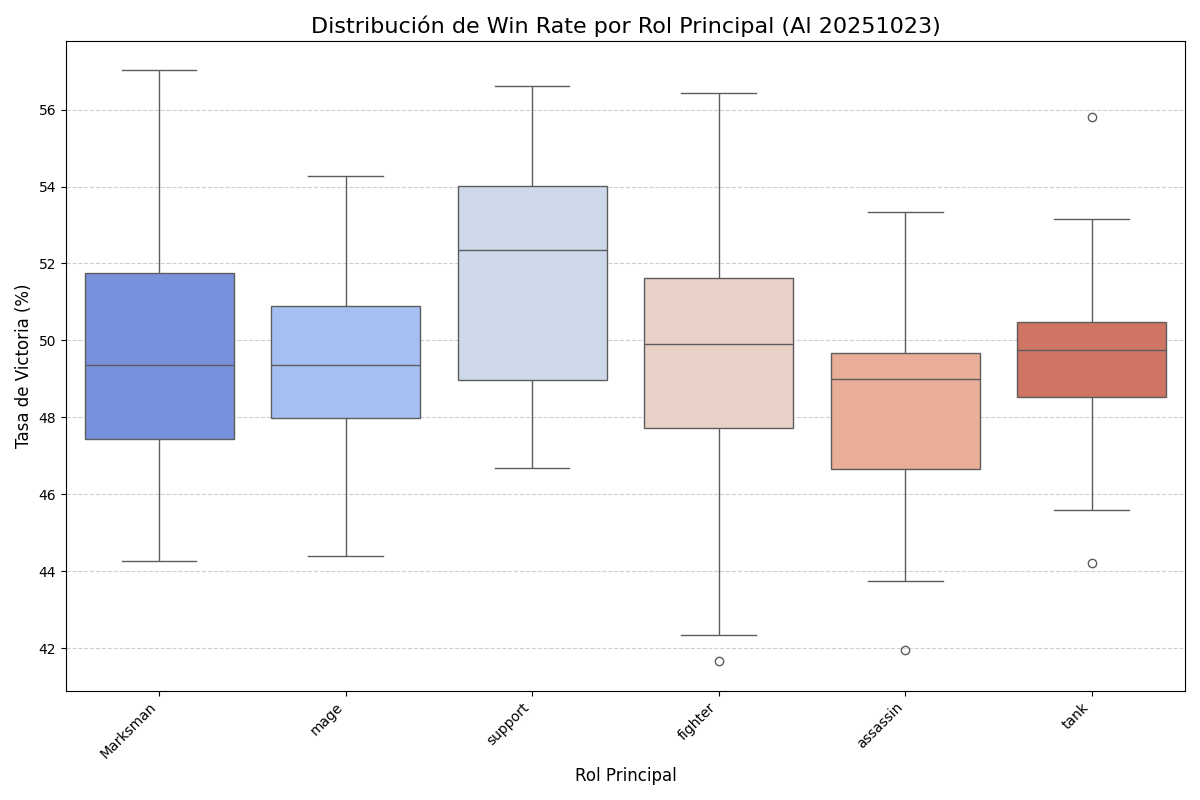 Distribución de Win Rate por Rol Principal (Al 20251023)
Tasa de Victoria (%)
56
54
52
50
48
46
44
42
Marksman
mage
support
fighter
assassin
tank
Rol Principal